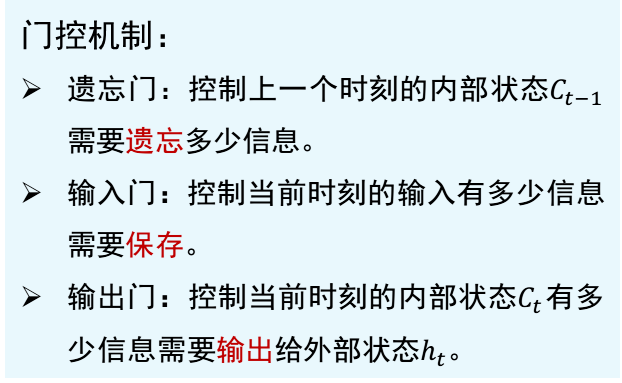 门控机制：
➢ 遗忘门：控制上一个时刻的内部状态C_{t−1}
需要遗忘多少信息。
➢ 输入门：控制当前时刻的输入有多少信息
需要保存。
➢ 输出门：控制当前时刻的内部状态C_t有多
少信息需要输出给外部状态h_t。